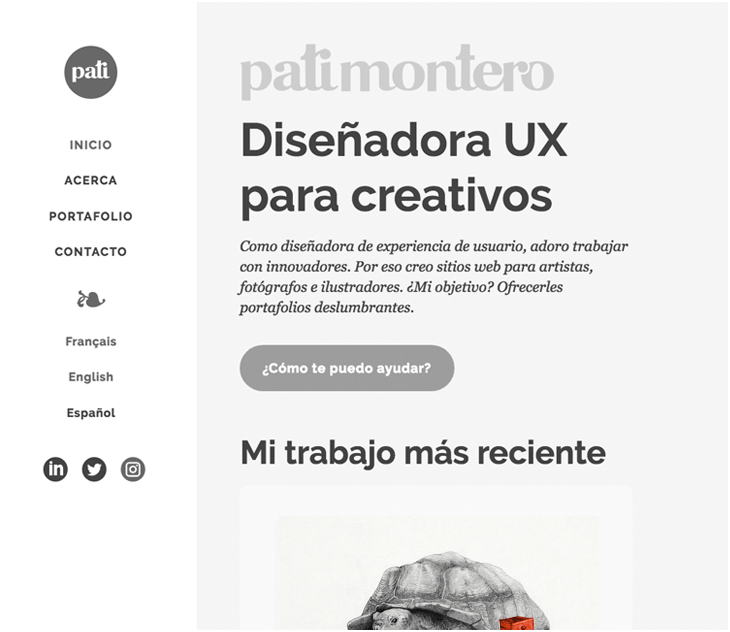 pati
INICIO
ACERCA
PORTAFOLIO
CONTACTO
Français
English
Español
in
patimontero
Diseñadora UX
para creativos
Como diseñadora de experiencia de usuario, adoro trabajar
con innovadores. Por eso creo sitios web para artistas,
fotógrafos e ilustradores. ¿Mi objetivo? Ofrecerles
portafolios deslumbrantes.
¿Cómo te puedo ayudar?
Mi trabajo más reciente